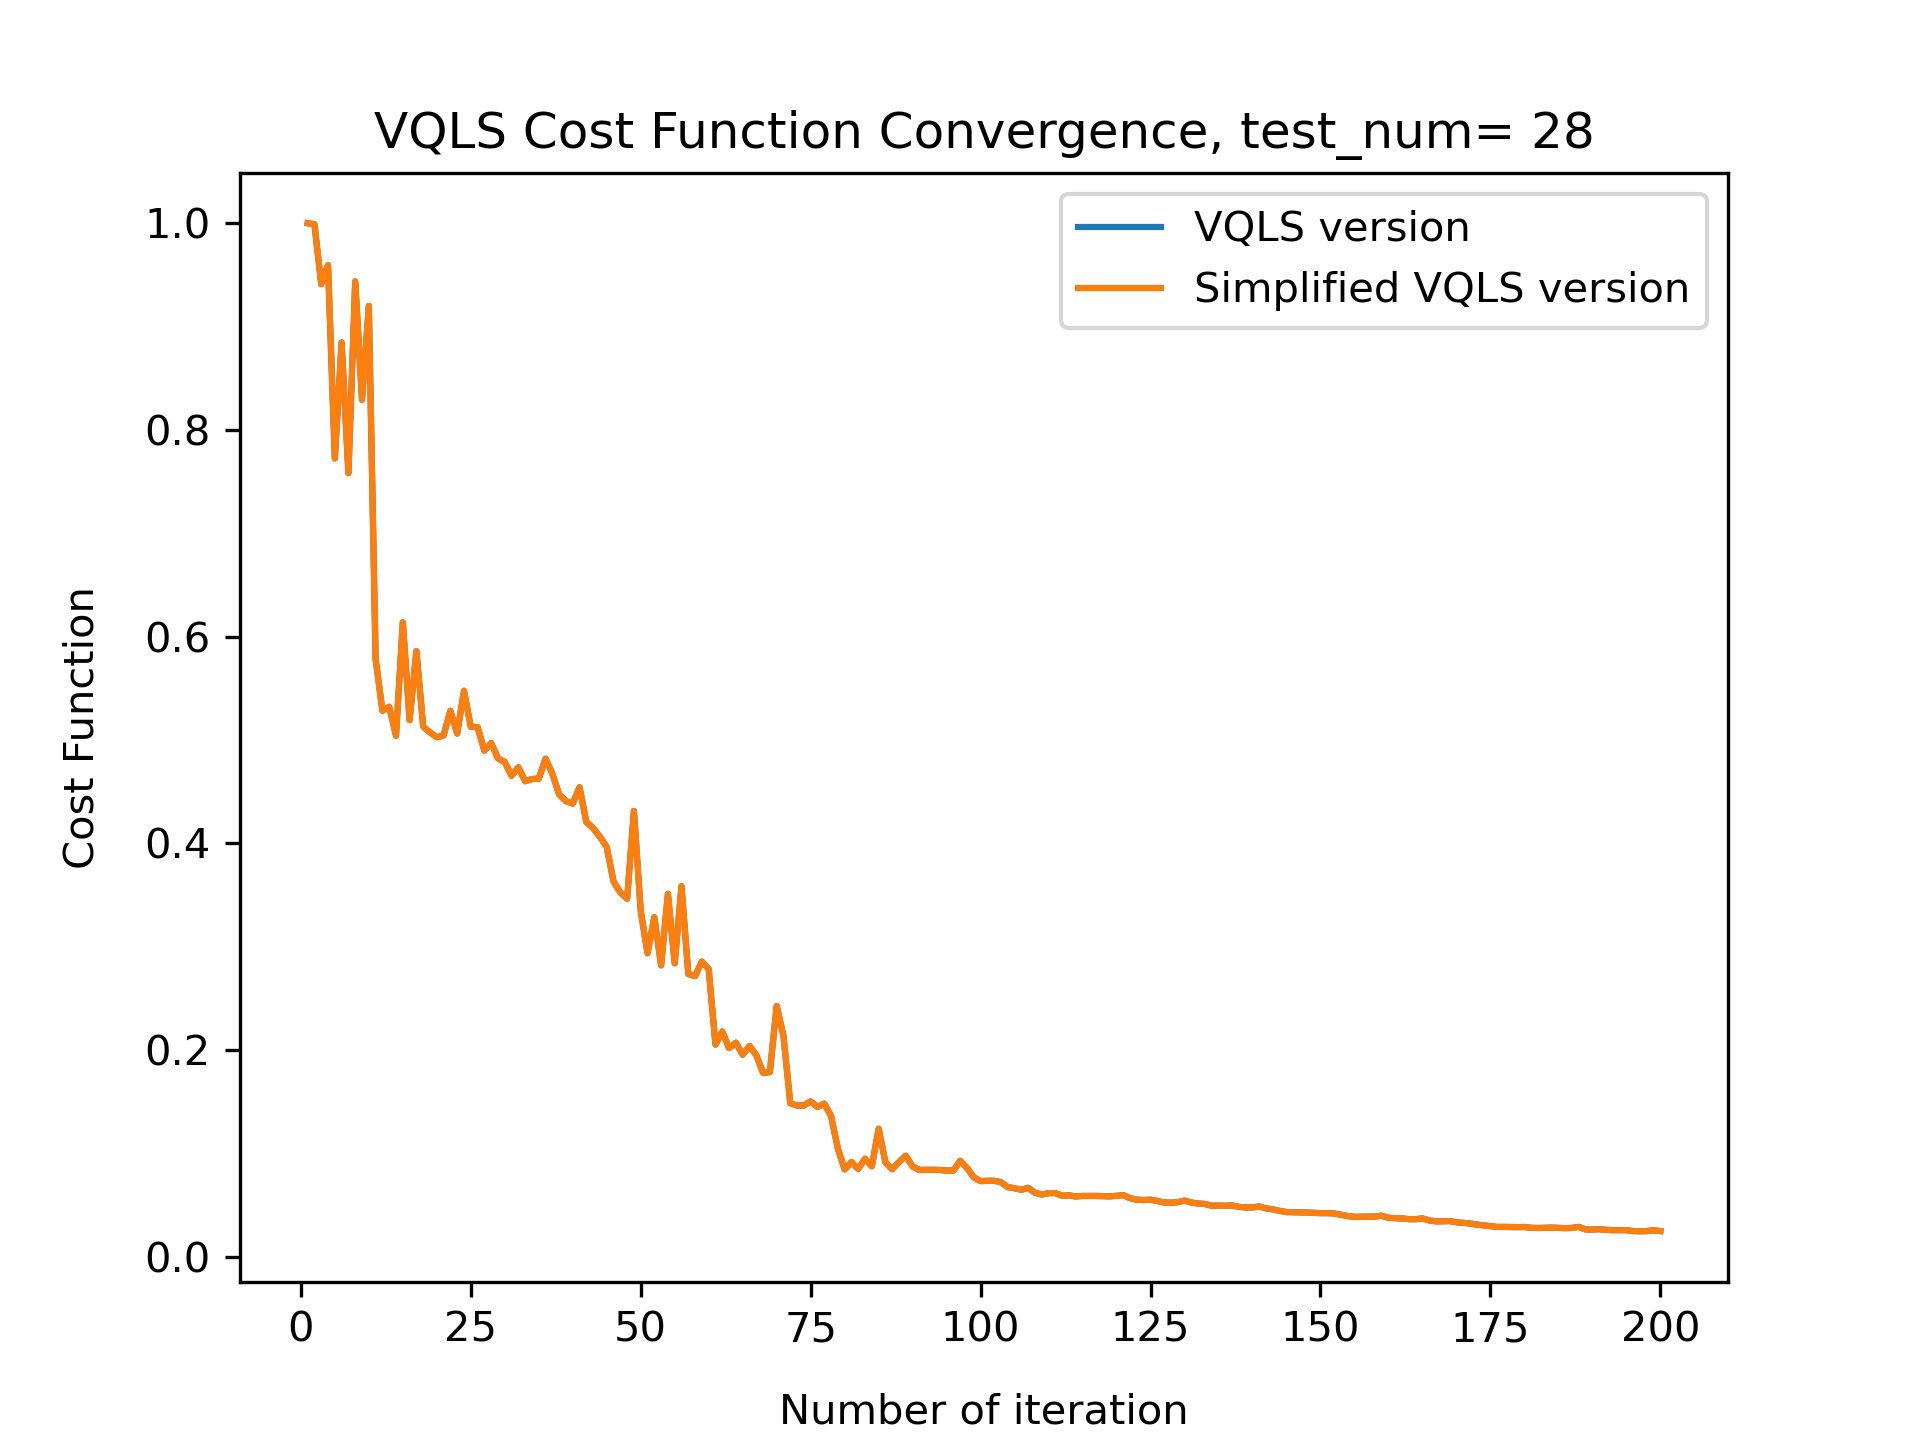 VQLS Cost Function Convergence, test_num= 28
VQLS version
Simplified VQLS version
1.0
0.8
0.6
0.4
0.2
0.0
Cost Function
0 25 50 75 100 125 150 175 200
Number of iteration